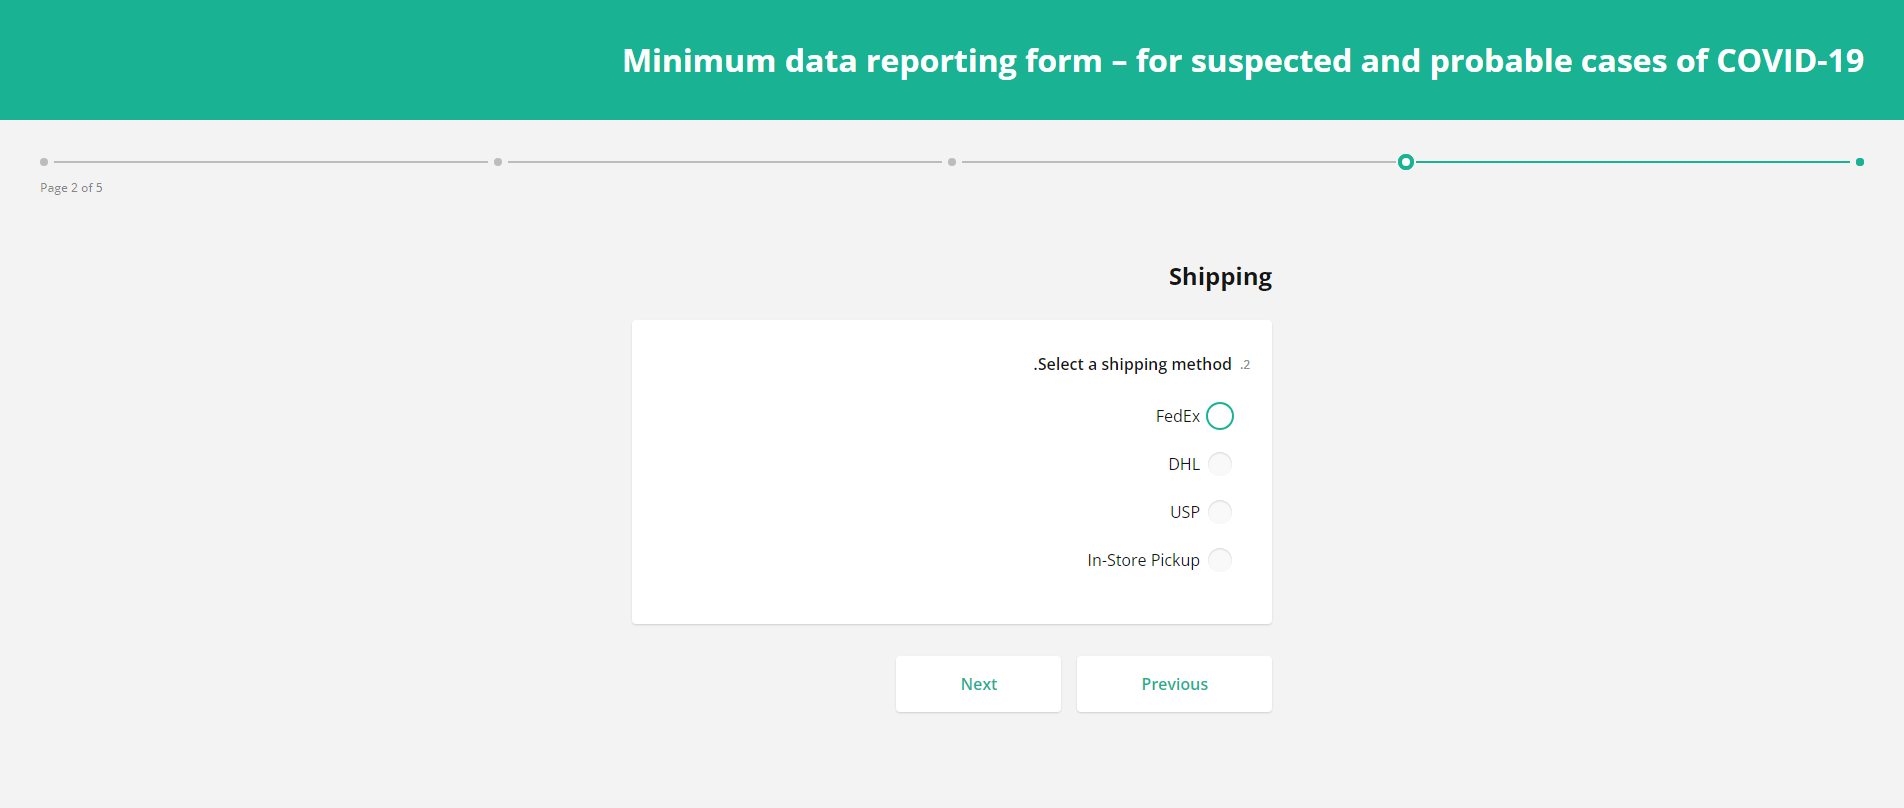 Minimum data reporting form – for suspected and probable cases of COVID-19
Page 2 of 5
Shipping
.Select a shipping method .2
FedEx
DHL
USP
In-Store Pickup
Next Previous